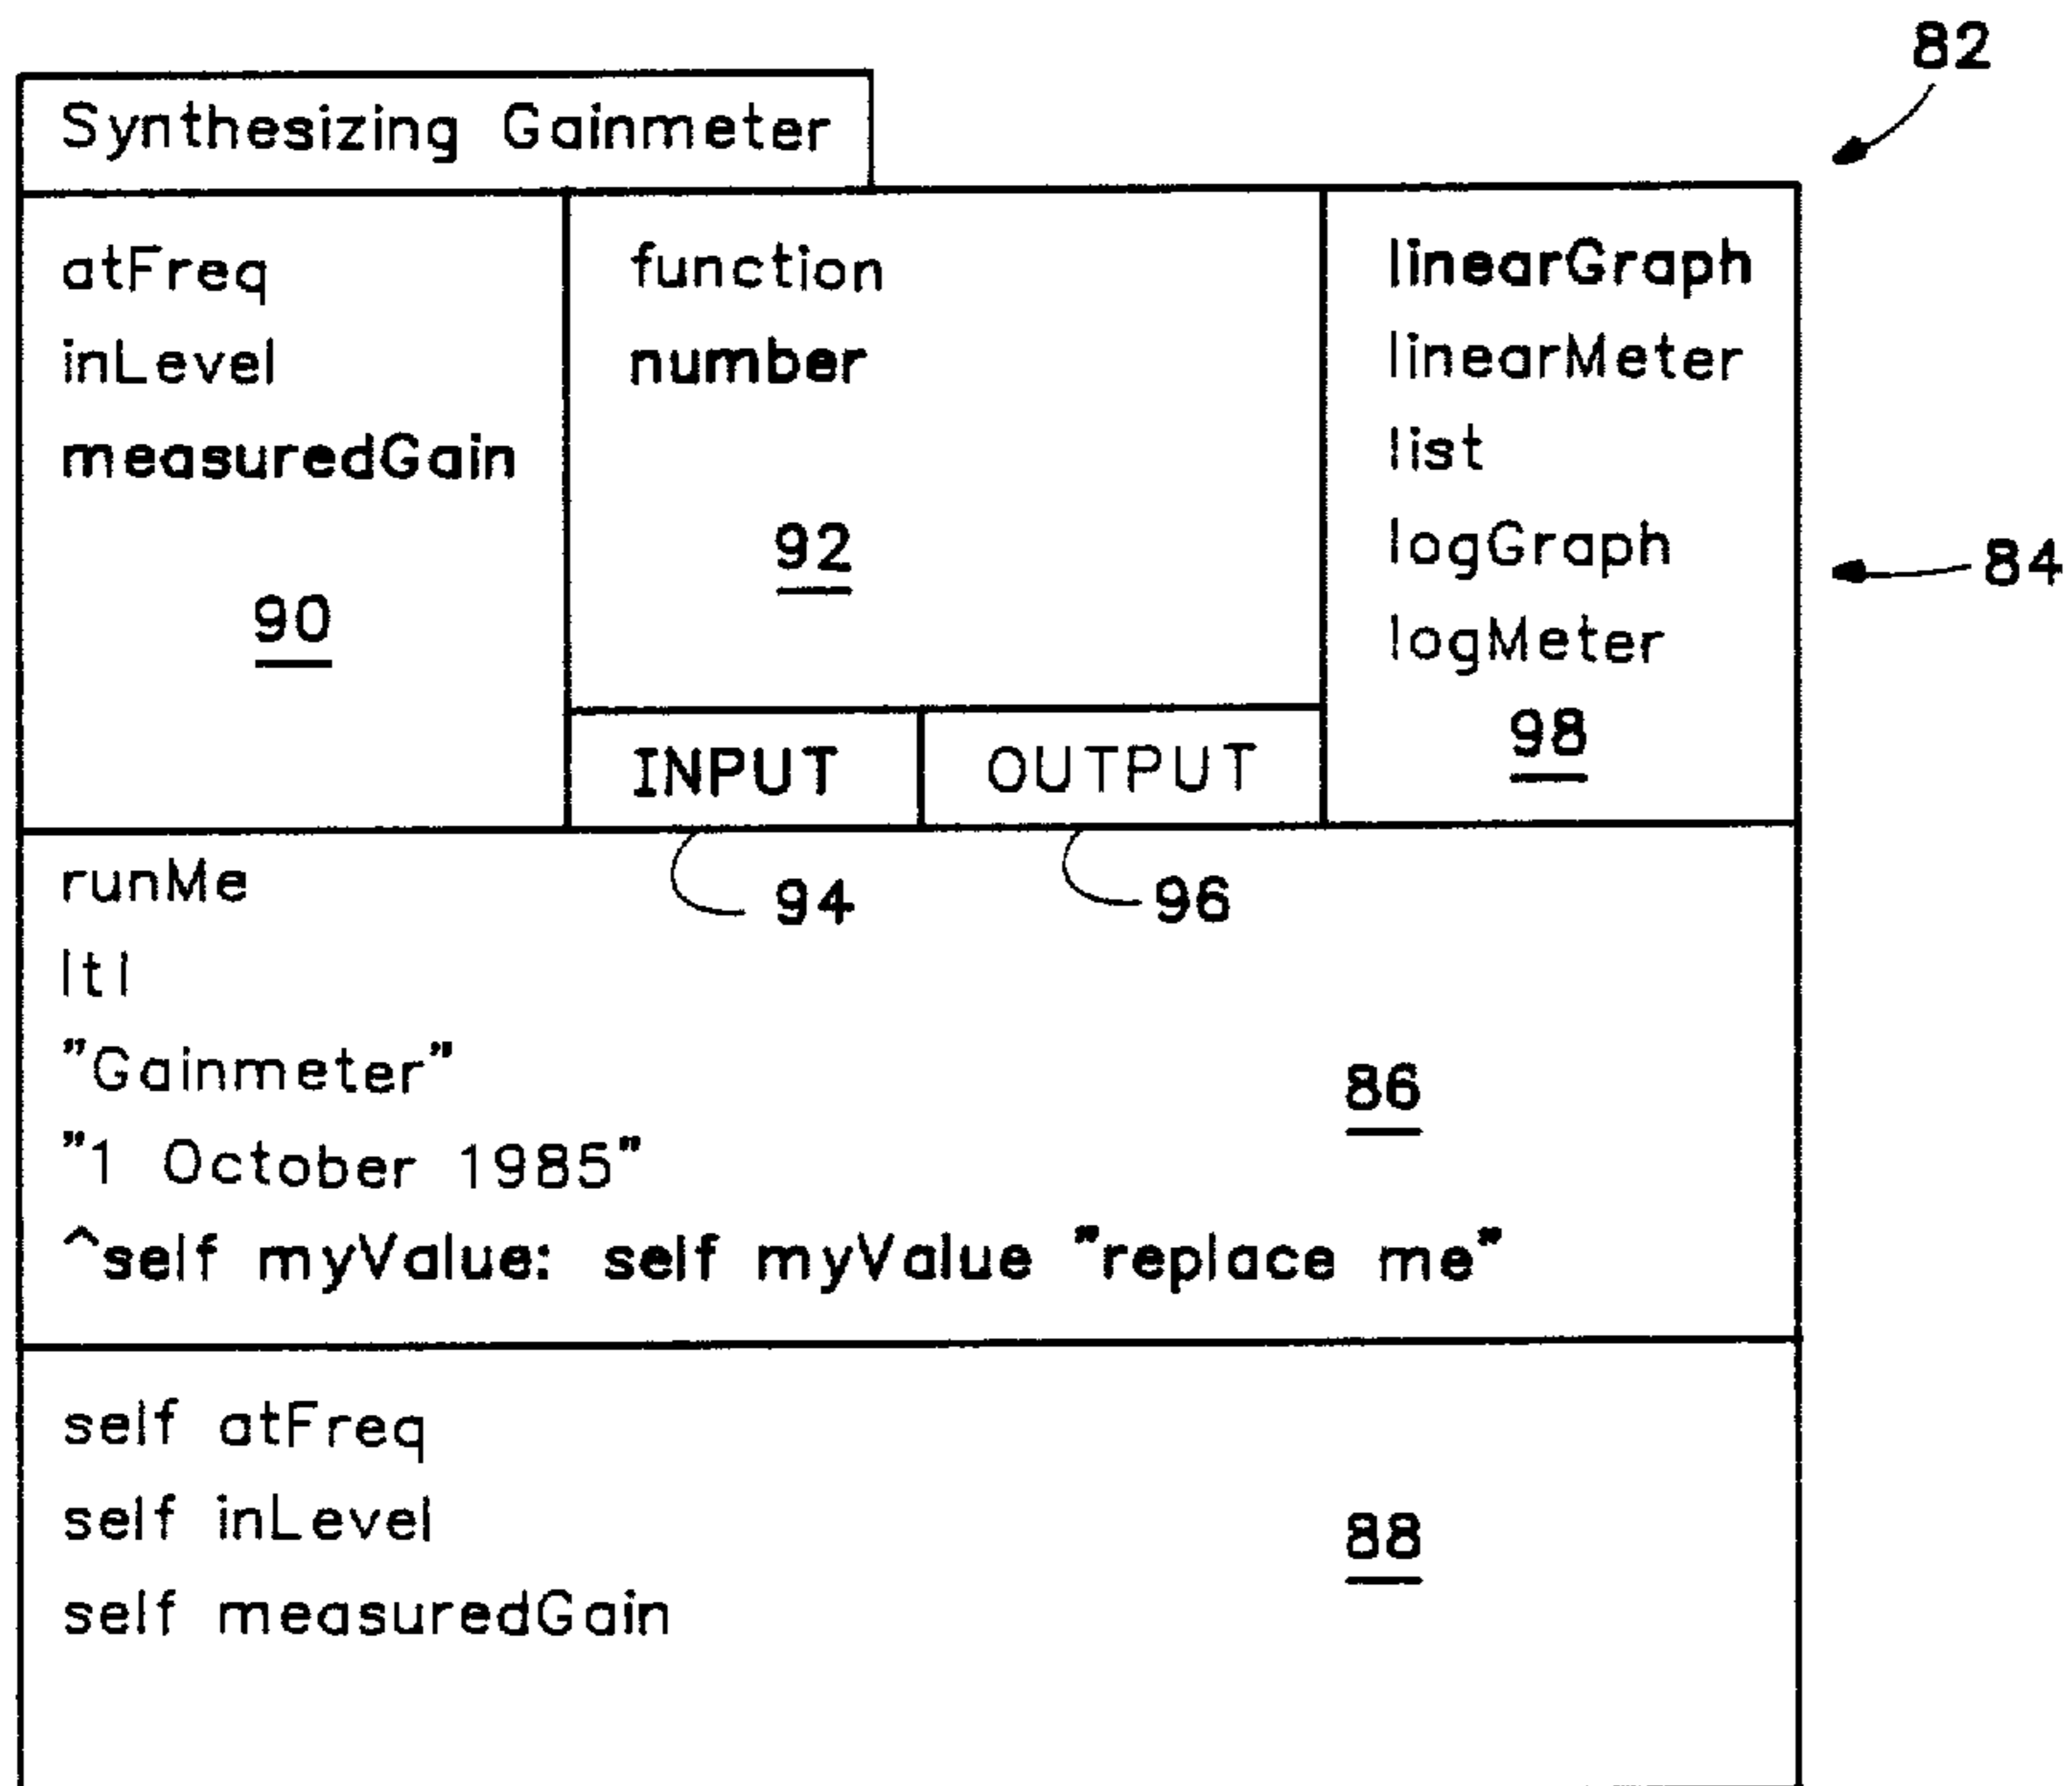 82
Synthesizing Gainmeter
atFreq
inLevel
measuredGain
90
function
number
92
INPUT
OUTPUT
linearGraph
linearMeter
list
logGraph
logMeter
98
84
94
96
runMe
|t|
"Gainmeter"
"1 October 1985"
^self myValue: self myValue "replace me"
86
self atFreq
self inLevel
self measuredGain
88